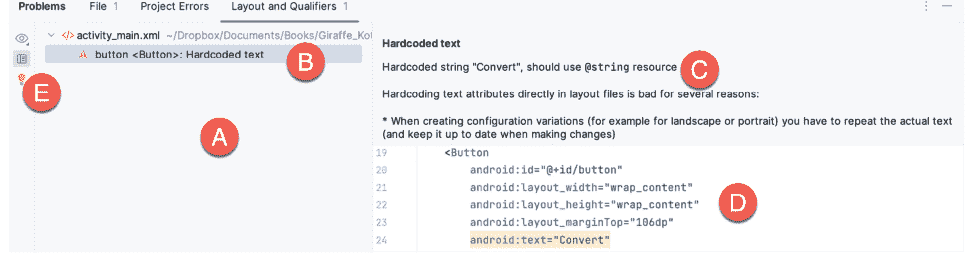 Problems File 1 Project Errors Layout and Qualifiers 1
activity_main.xml ~/Dropbox/Documents/Books/Giraffe_Kot
button <Button>: Hardcoded text
A
B
E
Hardcoded text
Hardcoded string "Convert", should use @string resource
C
Hardcoding text attributes directly in layout files is bad for several reasons:
* When creating configuration variations (for example for landscape or portrait) you have to repeat the actual text
(and keep it up to date when making changes)
19 <Button
20 android:id="@+id/button"
21 android:layout_width="wrap_content"
22 android:layout_height="wrap_content"
23 android:layout_marginTop="106dp"
24 android:text="Convert"
D